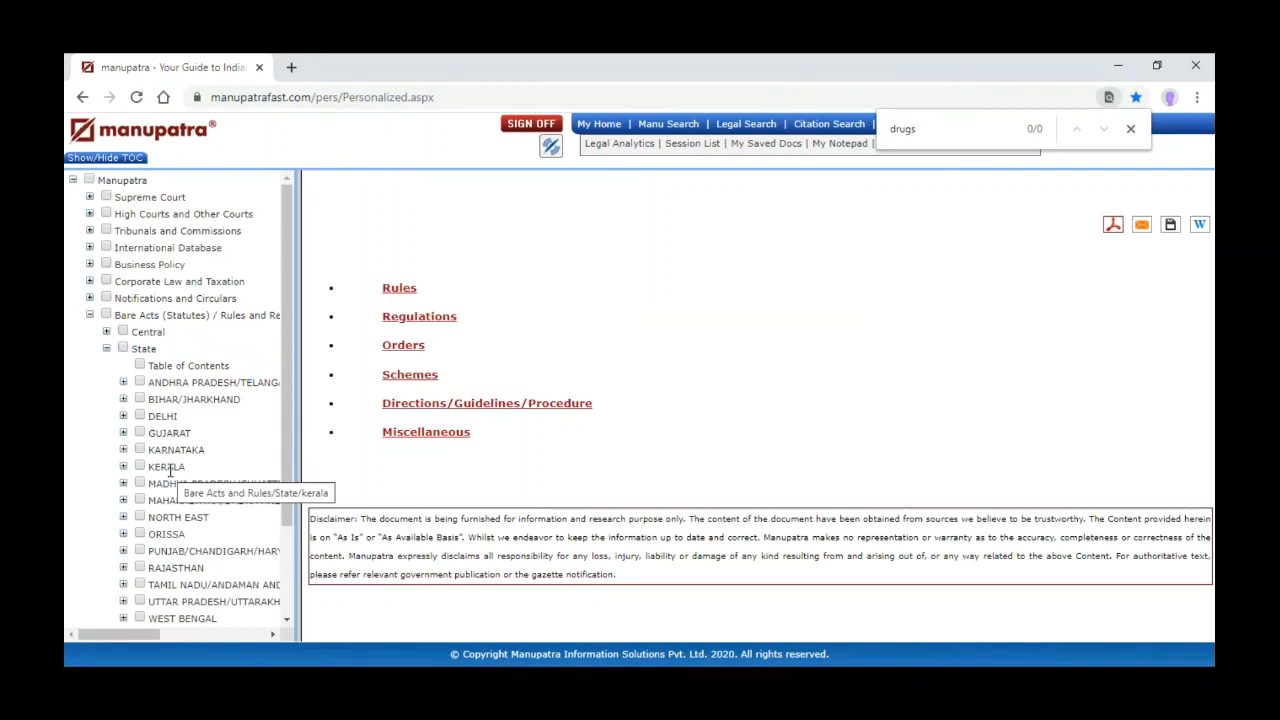 manupatra - Your Guide to India
manupatrafast.com/pers/Personalized.aspx
drugs 0/0
manupatra®
SIGN OFF
My Home | Manu Search | Legal Search | Citation Search |
Legal Analytics | Session List | My Saved Docs | My Notepad |
Show/Hide TOC
Manupatra
Supreme Court
High Courts and Other Courts
Tribunals and Commissions
International Database
Business Policy
Corporate Law and Taxation
Notifications and Circulars
Bare Acts (Statutes) / Rules and Re
Central
State
Table of Contents
ANDHRA PRADESH/TELANGA
BIHAR/JHARKHAND
DELHI
GUJARAT
KARNATAKA
KERALA
Bare Acts and Rules/State/kerala
NORTH EAST
ORISSA
PUNJAB/CHANDIGARH/HARY
RAJASTHAN
TAMIL NADU/ANDAMAN AND
UTTAR PRADESH/UTTARAKH
WEST BENGAL
W
• Rules
• Regulations
• Orders
• Schemes
• Directions/Guidelines/Procedure
• Miscellaneous
Disclaimer: The document is being furnished for information and research purpose only. The content of the document have been obtained from sources we believe to be trustworthy. The Content provided herein
is on "As Is" or "As Available Basis". Whilst we endeavor to keep the information up to date and correct, Manupatra makes no representation or warranty as to the accuracy, completeness or correctness of the
content. Manupatra expressly disclaims all responsibility for any loss, injury, liability or damage of any kind resulting from and arising out of, or any way related to the above Content. For authoritative text,
please refer relevant government publication or the gazette notification.
© Copyright Manupatra Information Solutions Pvt. Ltd. 2020. All rights reserved.